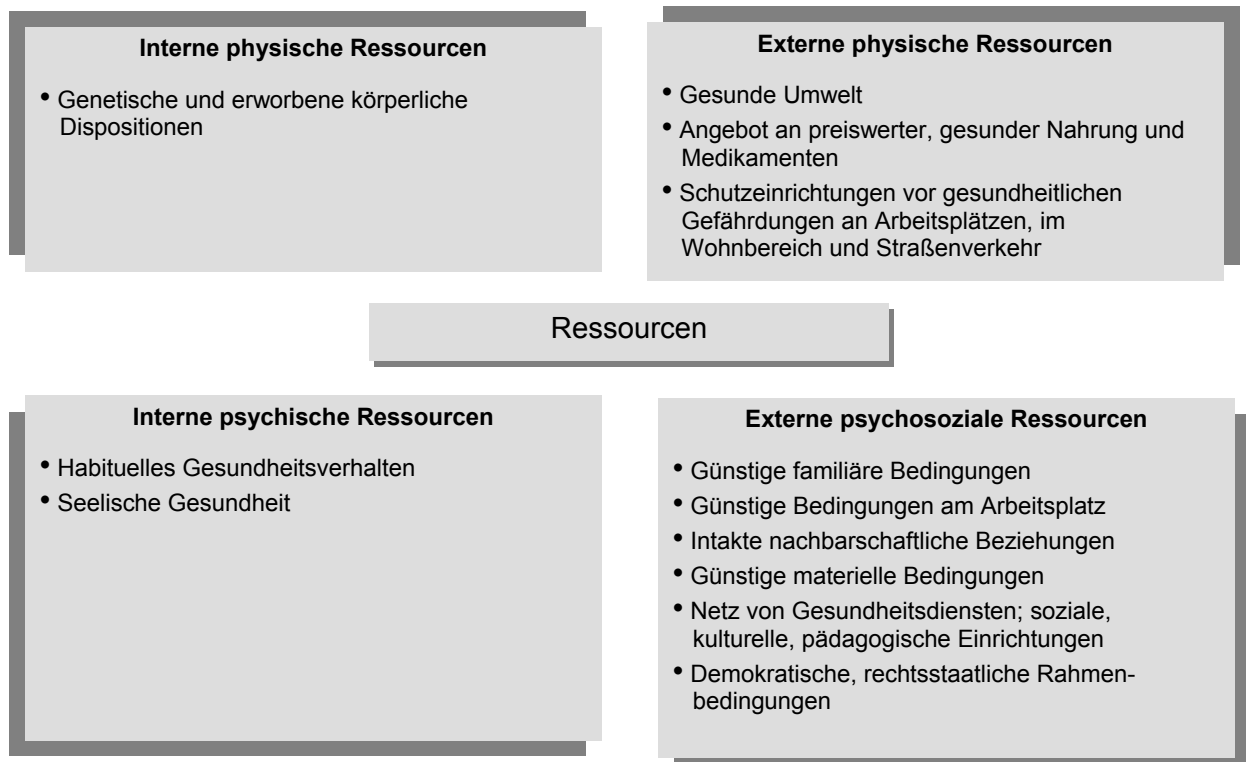 Interne physische Ressourcen
• Genetische und erworbene körperliche
Dispositionen
Externe physische Ressourcen
• Gesunde Umwelt
• Angebot an preiswerter, gesunder Nahrung und
Medikamenten
• Schutzeinrichtungen vor gesundheitlichen
Gefährdungen an Arbeitsplätzen, im
Wohnbereich und Straßenverkehr
Ressourcen
Interne psychische Ressourcen
• Habituelles Gesundheitsverhalten
• Seelische Gesundheit
Externe psychosoziale Ressourcen
• Günstige familiäre Bedingungen
• Günstige Bedingungen am Arbeitsplatz
• Intakte nachbarschaftliche Beziehungen
• Günstige materielle Bedingungen
• Netz von Gesundheitsdiensten; soziale,
kulturelle, pädagogische Einrichtungen
• Demokratische, rechtsstaatliche Rahmen-
bedingungen